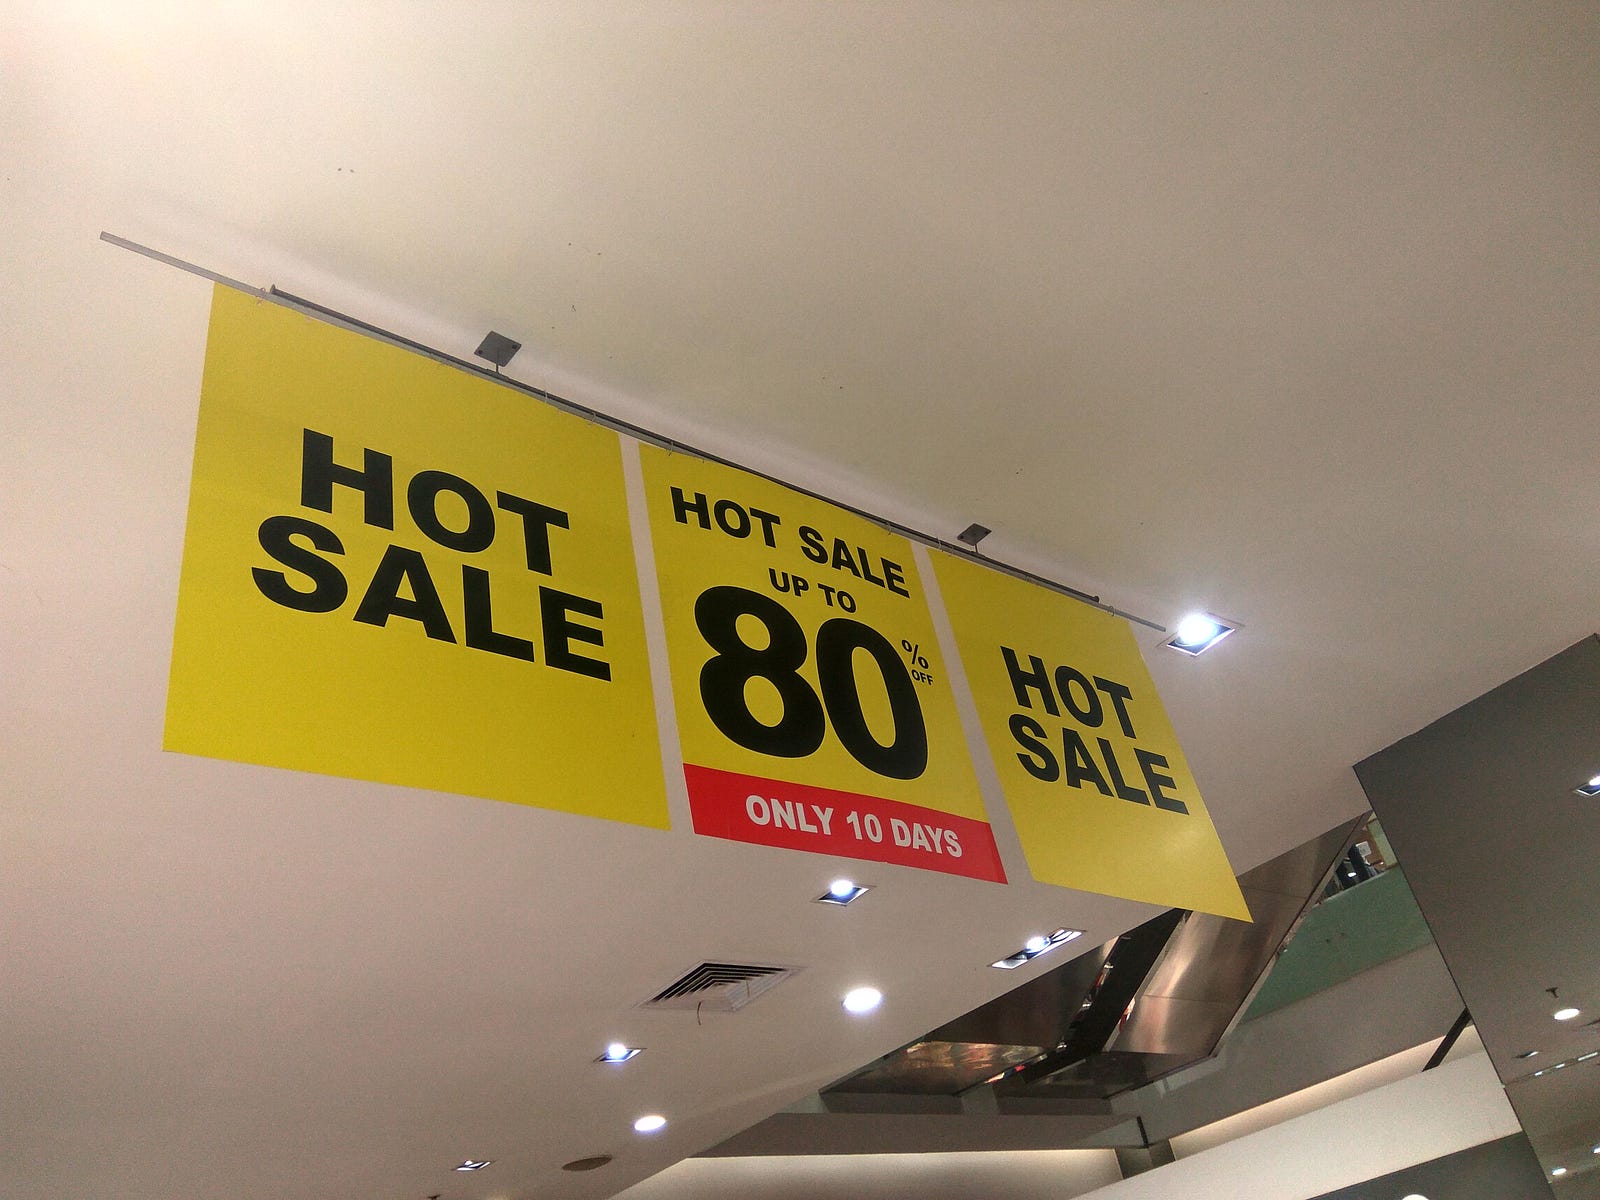 HOT
SALE
HOT SALE
UP TO
80%
OFF
ONLY 10 DAYS
HOT
SALE